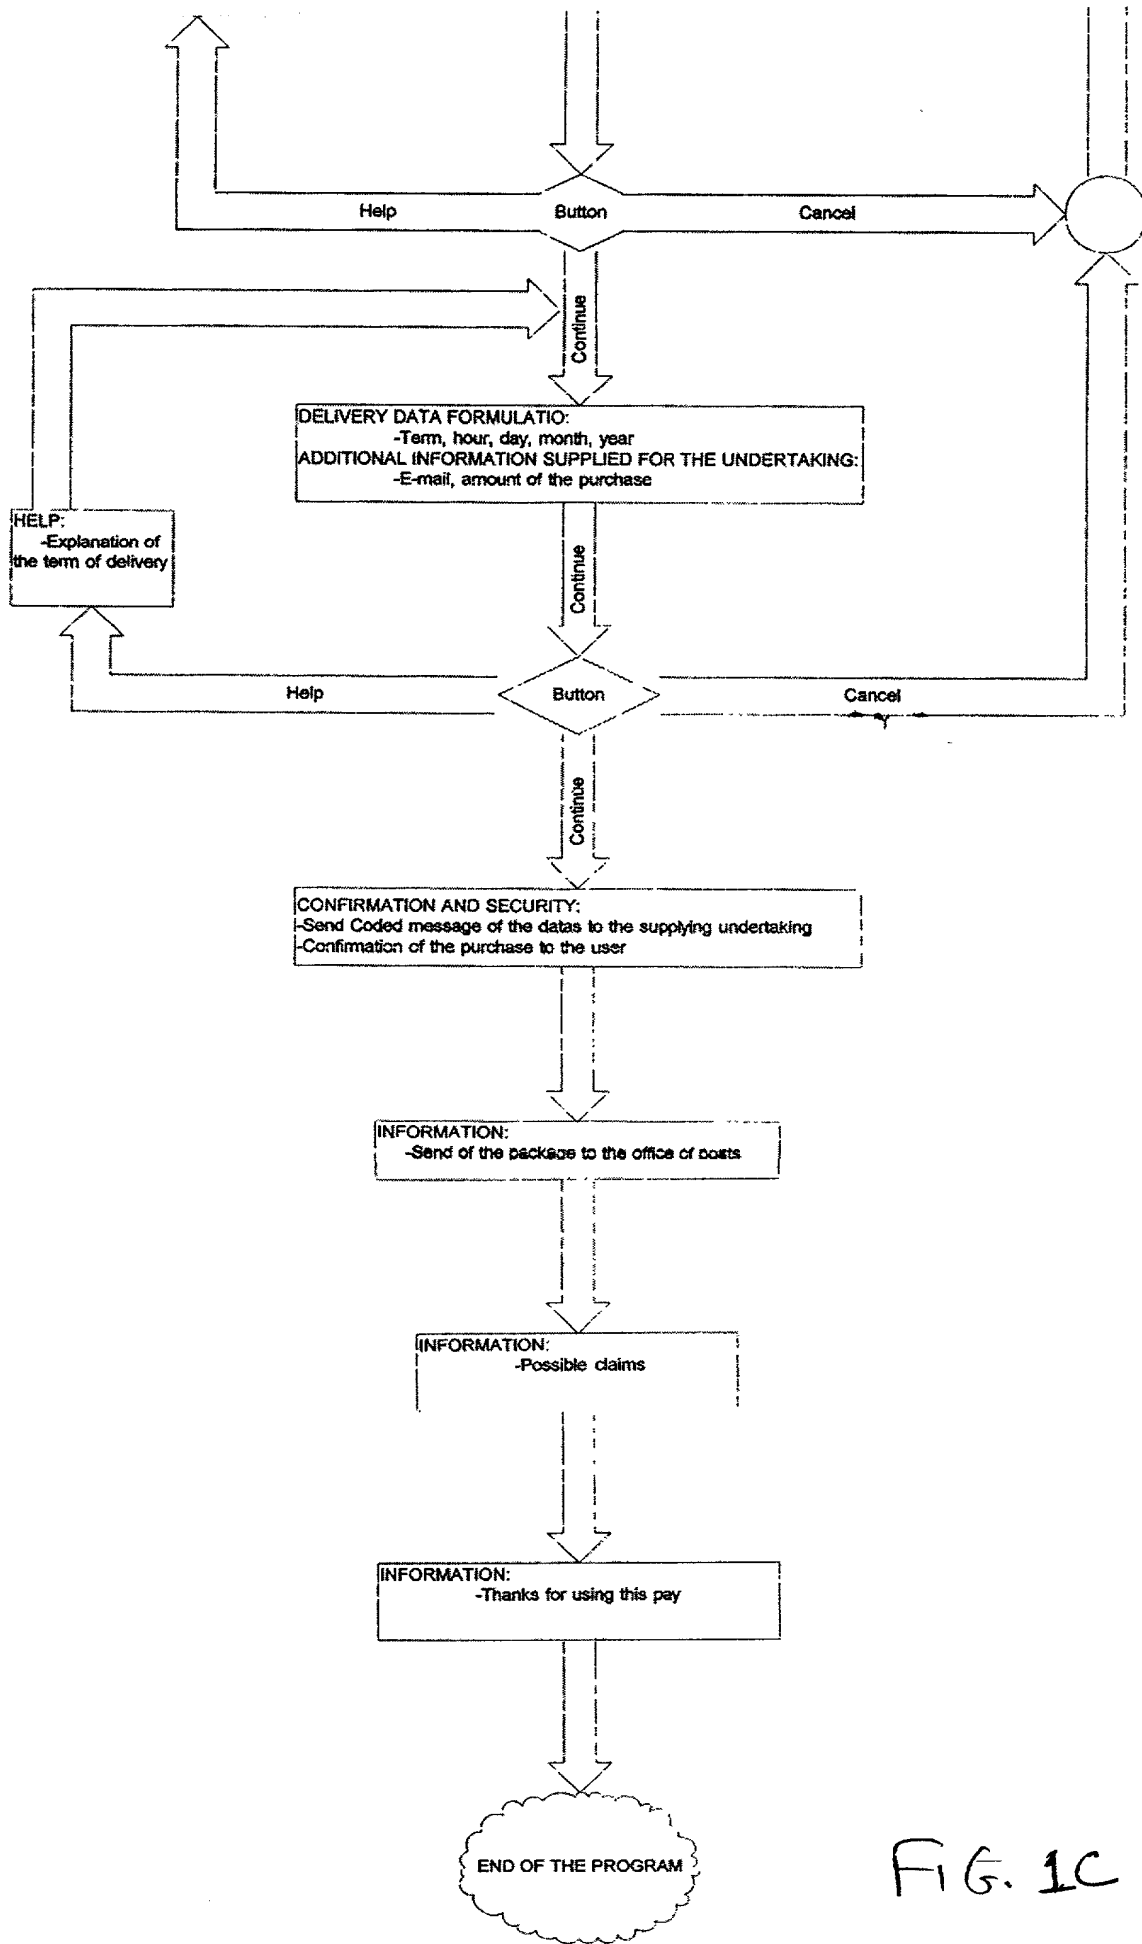 Help
Button
Cancel
Continue
DELIVERY DATA FORMULATIO:
-Term, hour, day, month, year
ADDITIONAL INFORMATION SUPPLIED FOR THE UNDERTAKING:
-E-mail, amount of the purchase
HELP:
-Explanation of
the term of delivery
Continue
Help
Button
Cancel
Continue
CONFIRMATION AND SECURITY:
-Send Coded message of the datas to the supplying undertaking
-Confirmation of the purchase to the user
INFORMATION:
-Send of the package to the office of posts
INFORMATION:
-Possible claims
INFORMATION:
-Thanks for using this pay
END OF THE PROGRAM
FIG. 1C